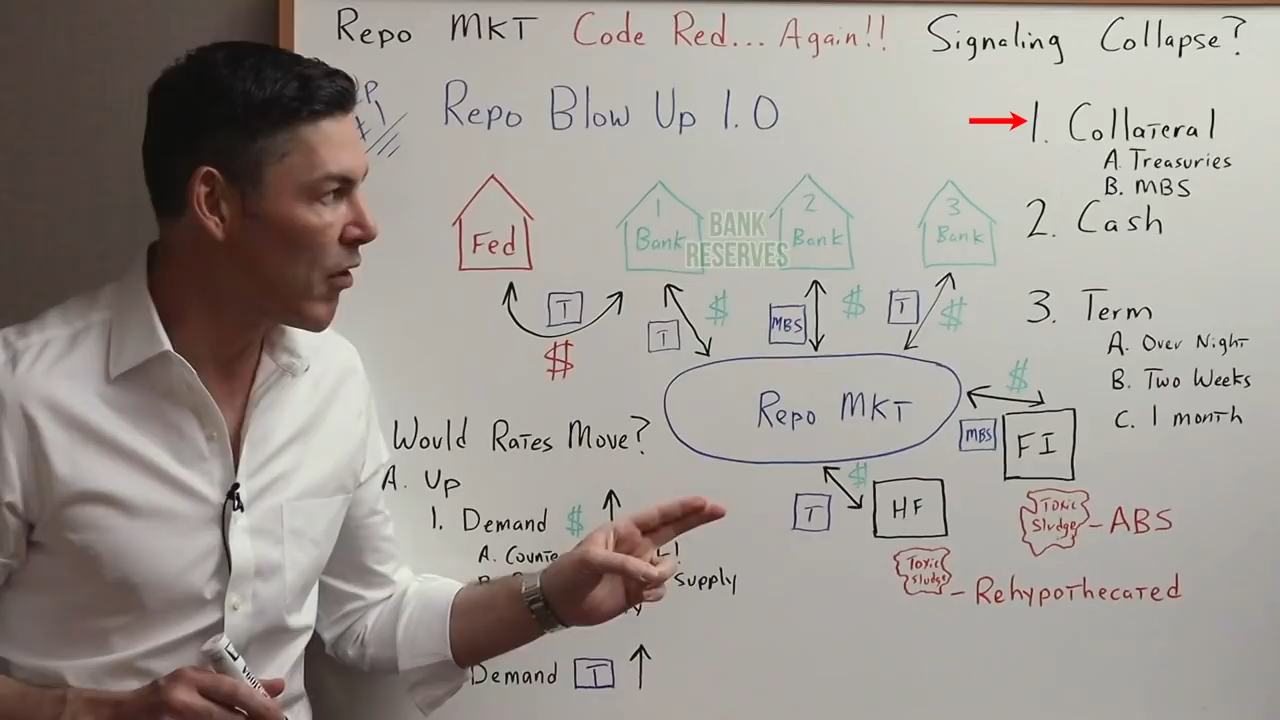 Repo MKT Code Red... Again!! Signaling Collapse?
Repo Blow Up 1.0
1. Collateral
A. Treasuries
B. MBS
2. Cash
3. Term
A. Over Night
B. Two Weeks
C. 1 month
Fed
1
Bank
BANK
RESERVES
2
Bank
3
Bank
T
$
T
$
MBS
$
T
$
Repo MKT
$
MBS
FI
Toxic
Sludge - ABS
$
T
HF
Toxic
Sludge - Rehypothecated
Would Rates Move?
A. Up
1. Demand $
A.
supply
Demand T